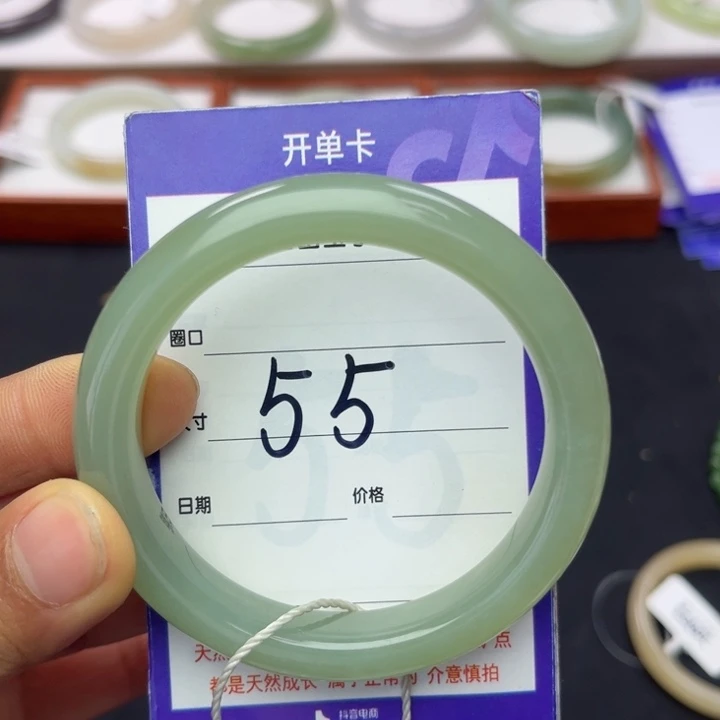 开单卡
圈口
55
寸
日期 价格
天然
点
都是天然成长 属于正常 介意慎拍
抖音电商